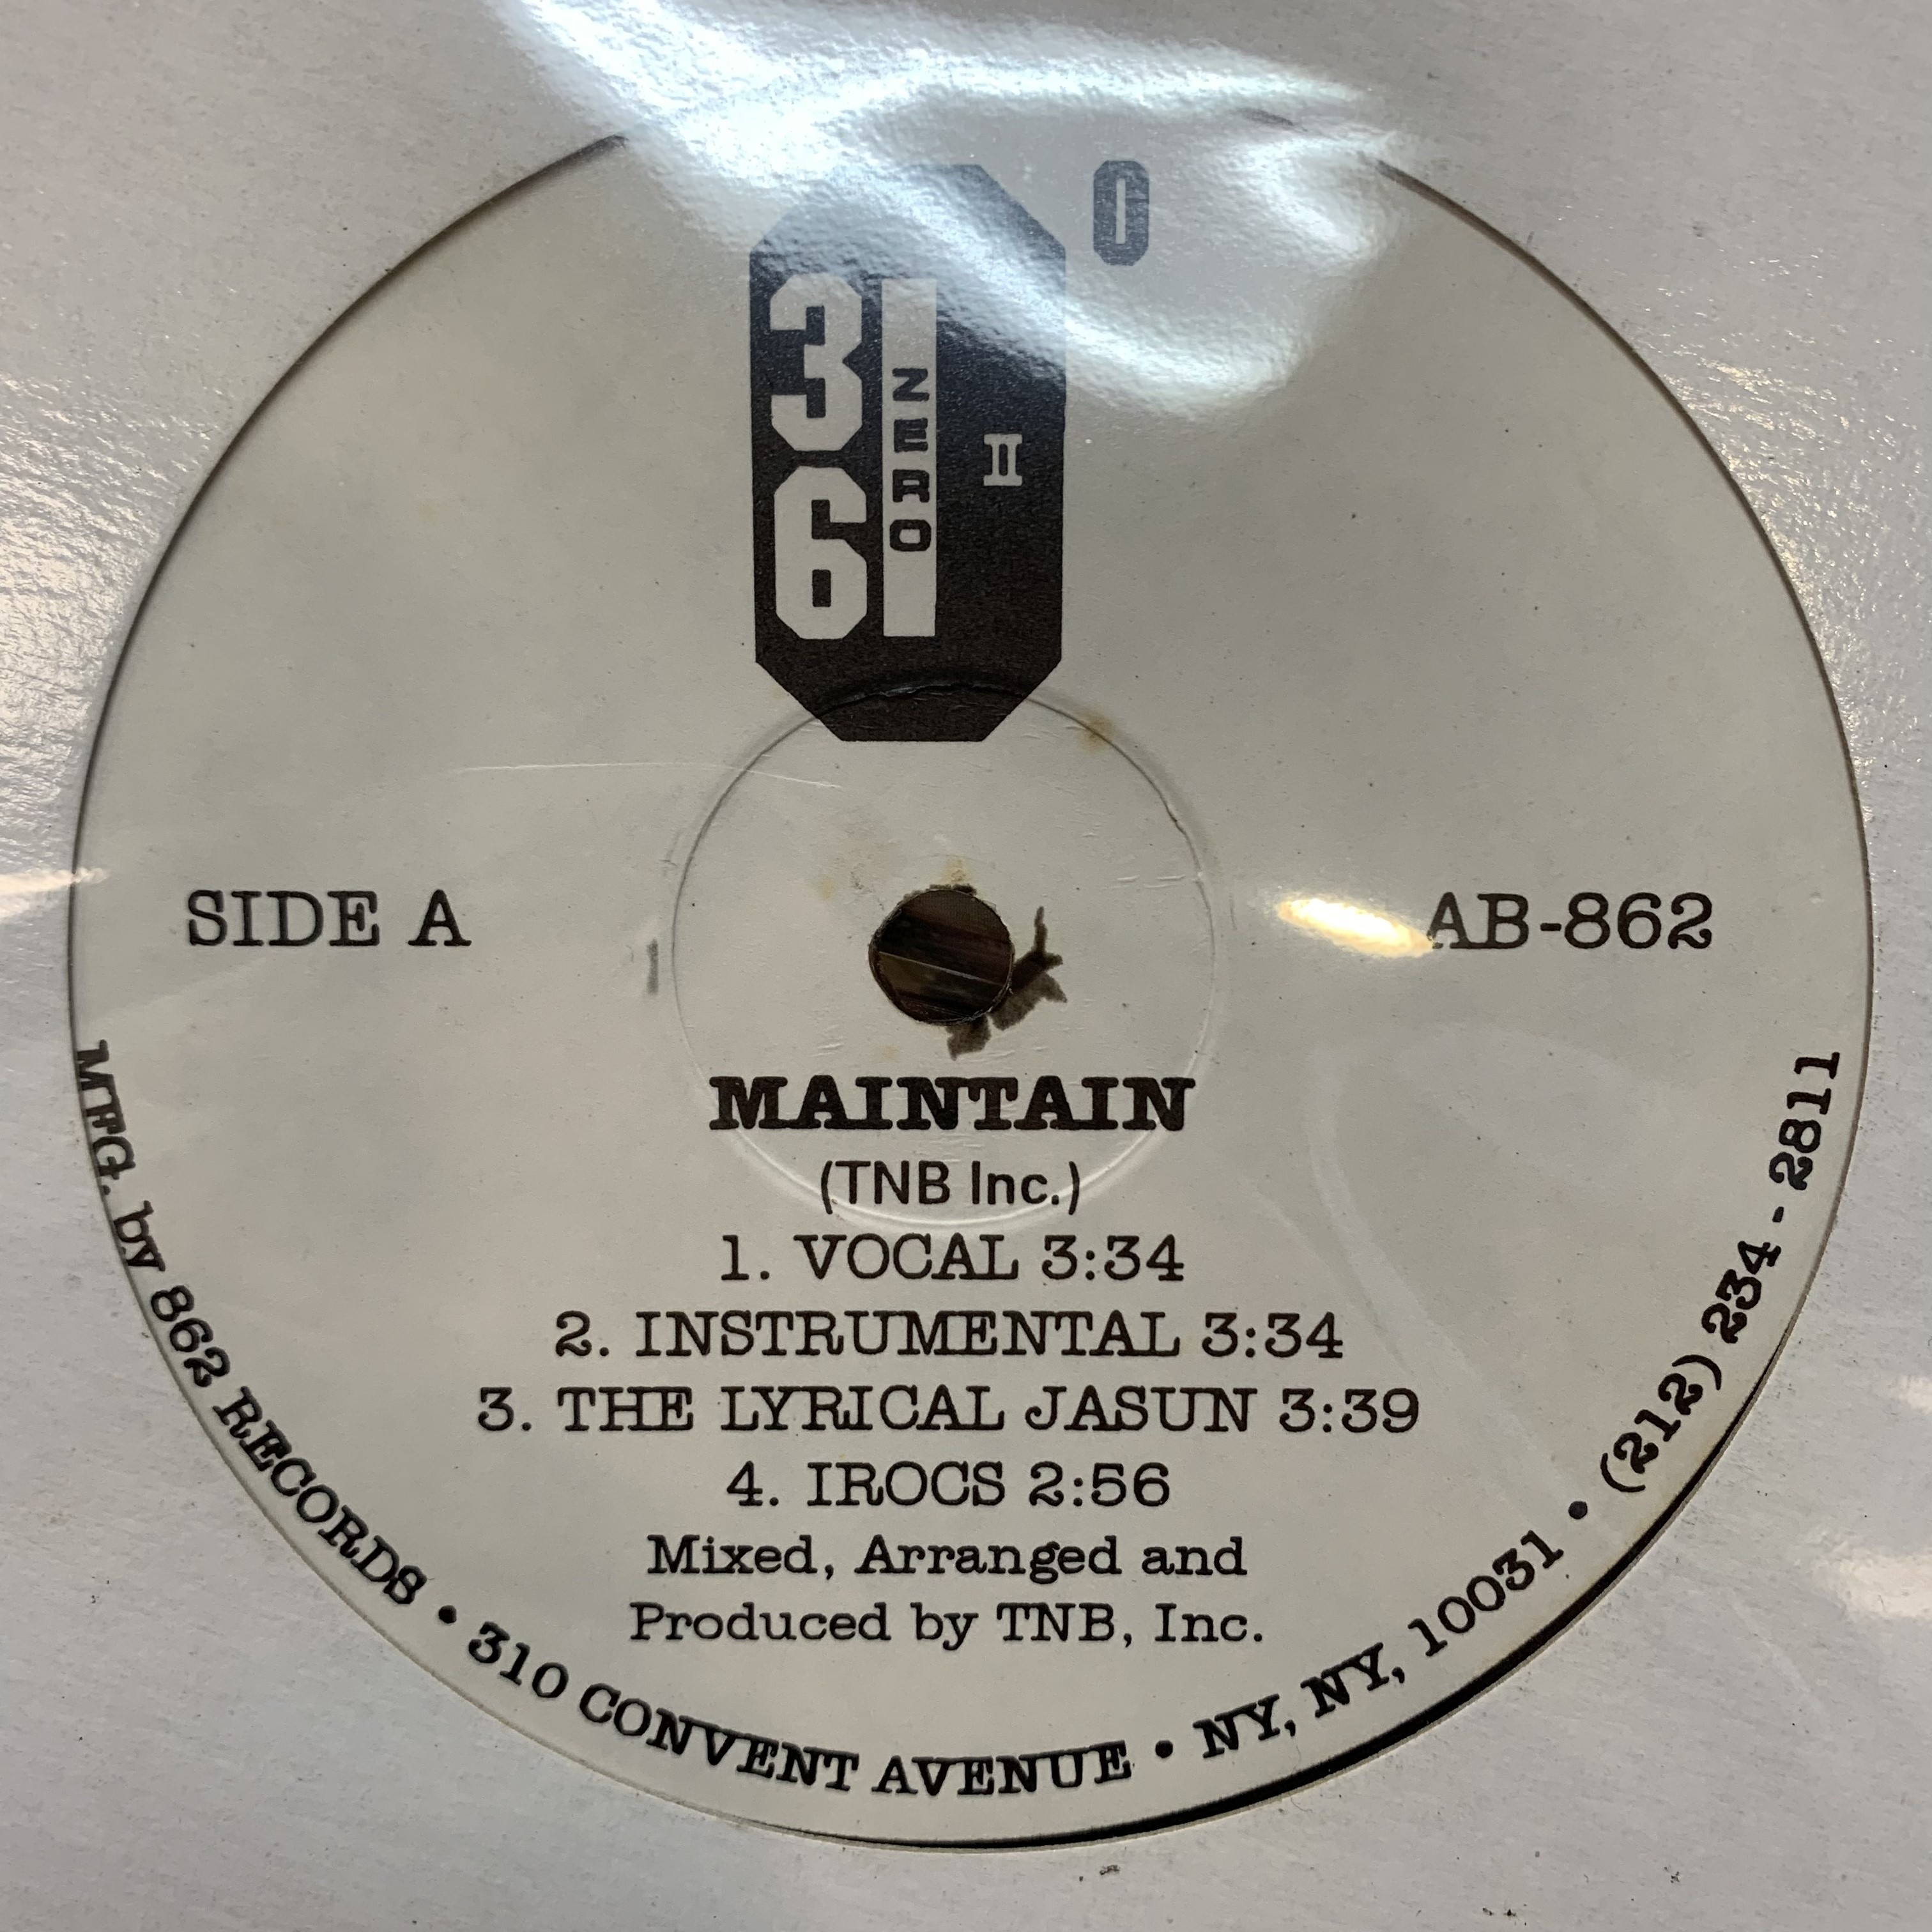 0
3
6
ZERO
II
SIDE A
AB-862
MAINTAIN
(TNB Inc.)
1. VOCAL 3:34
2. INSTRUMENTAL 3:34
3. THE LYRICAL JASUN 3:39
4. IROCS 2:56
Mixed, Arranged and
Produced by TNB, Inc.
MFG. by 862 RECORDS • 310 CONVENT AVENUE • NY, NY, 10031 • (212) 234 - 2811